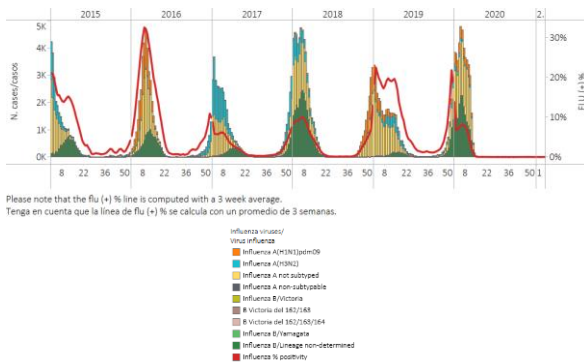 2015 2016 2017 2018 2019 2020 2.
5K
4K
3K
2K
1K
0K
N. cases/casos
30%
20%
10%
0%
FLU (+) %
8 22 36 50 8 22 36 50 8 22 36 50 8 22 36 50 8 22 36 50 8 22 36 50 1
Please note that the flu (+) % line is computed with a 3 week average.
Tenga en cuenta que la línea de flu (+) % se calcula con un promedio de 3 semanas.
Influenza viruses/
Virus influenza
Influenza A(H1N1)pdm09
Influenza A(H3N2)
Influenza A not subtyped
Influenza A non-subtypable
Influenza B/Victoria
B Victoria del 162/163
B Victoria del 162/163/164
Influenza B/Yamagata
Influenza B/Lineage non-determined
Influenza % positivity